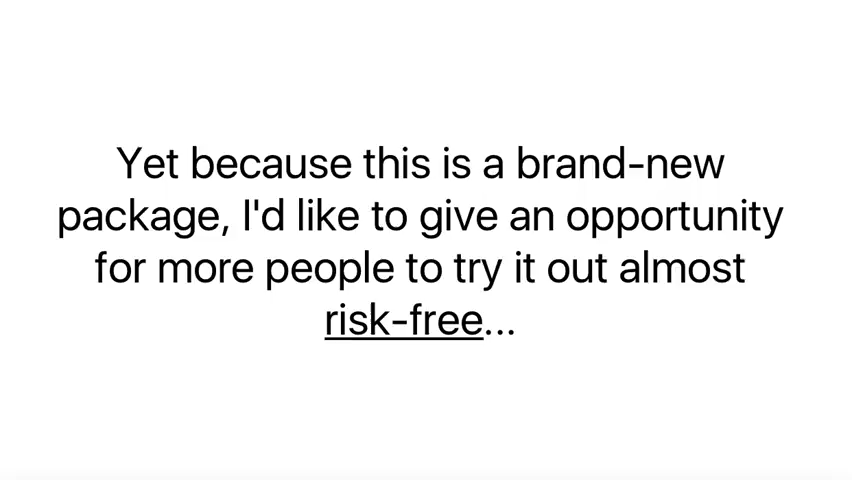 Yet because this is a brand-new
package, I'd like to give an opportunity
for more people to try it out almost
risk-free...